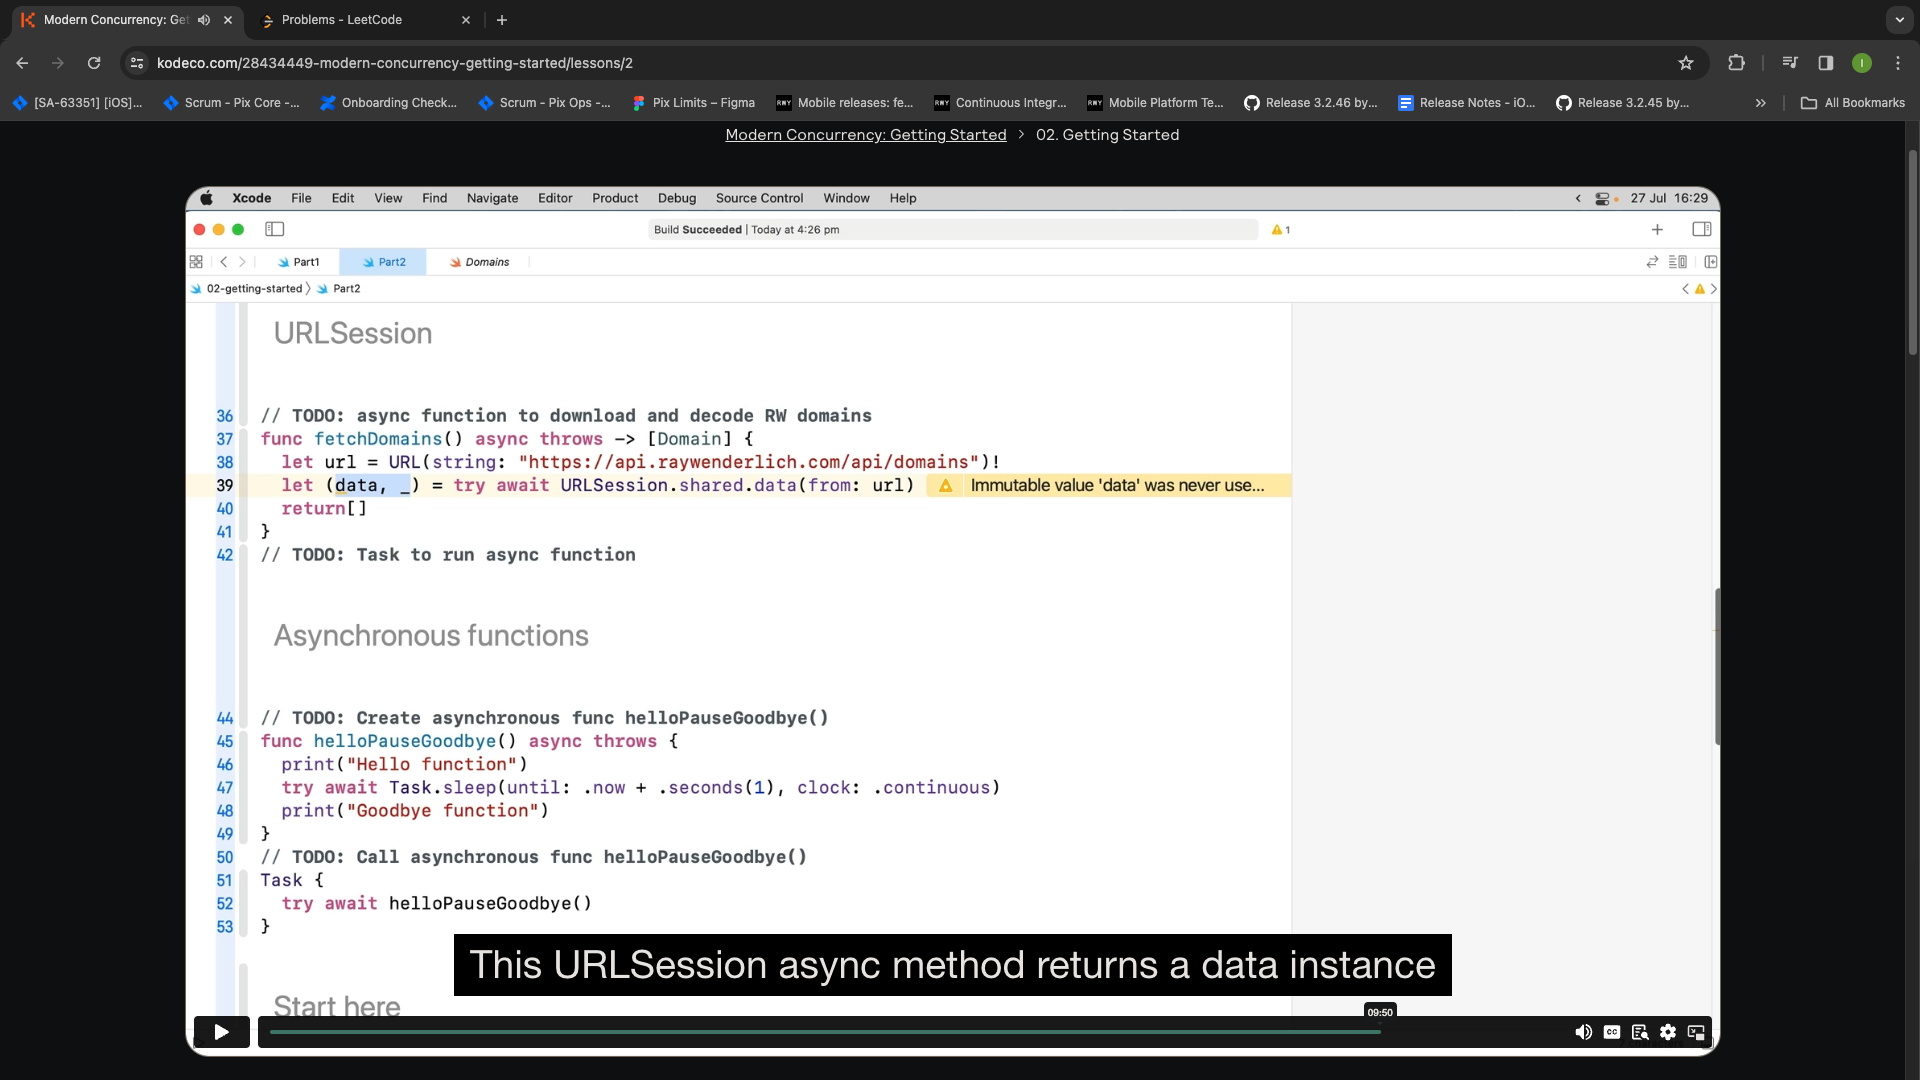 Modern Concurrency: Get
Problems - LeetCode
kodeco.com/28434449-modern-concurrency-getting-started/lessons/2
[SA-63351] [iOS]...
Scrum - Pix Core -...
Onboarding Check...
Scrum - Pix Ops -...
Pix Limits – Figma
RWY Mobile releases: fe...
RWY Continuous Integr...
RWY Mobile Platform Te...
Release 3.2.46 by...
Release Notes - iO...
Release 3.2.45 by...
All Bookmarks
Modern Concurrency: Getting Started > 02. Getting Started
Xcode File Edit View Find Navigate Editor Product Debug Source Control Window Help
27 Jul 16:29
Build Succeeded | Today at 4:26 pm
1
Part1
Part2
Domains
02-getting-started > Part2
URLSession
36 // TODO: async function to download and decode RW domains
37 func fetchDomains() async throws -> [Domain] {
38 let url = URL(string: "https://api.raywenderlich.com/api/domains")!
39 let (data, _) = try await URLSession.shared.data(from: url)
Immutable value 'data' was never use...
40 return[]
41 }
42 // TODO: Task to run async function
Asynchronous functions
44 // TODO: Create asynchronous func helloPauseGoodbye()
45 func helloPauseGoodbye() async throws {
46 print("Hello function")
47 try await Task.sleep(until: .now + .seconds(1), clock: .continuous)
48 print("Goodbye function")
49 }
50 // TODO: Call asynchronous func helloPauseGoodbye()
51 Task {
52 try await helloPauseGoodbye()
53 }
This URLSession async method returns a data instance
Start here
09:50
CC